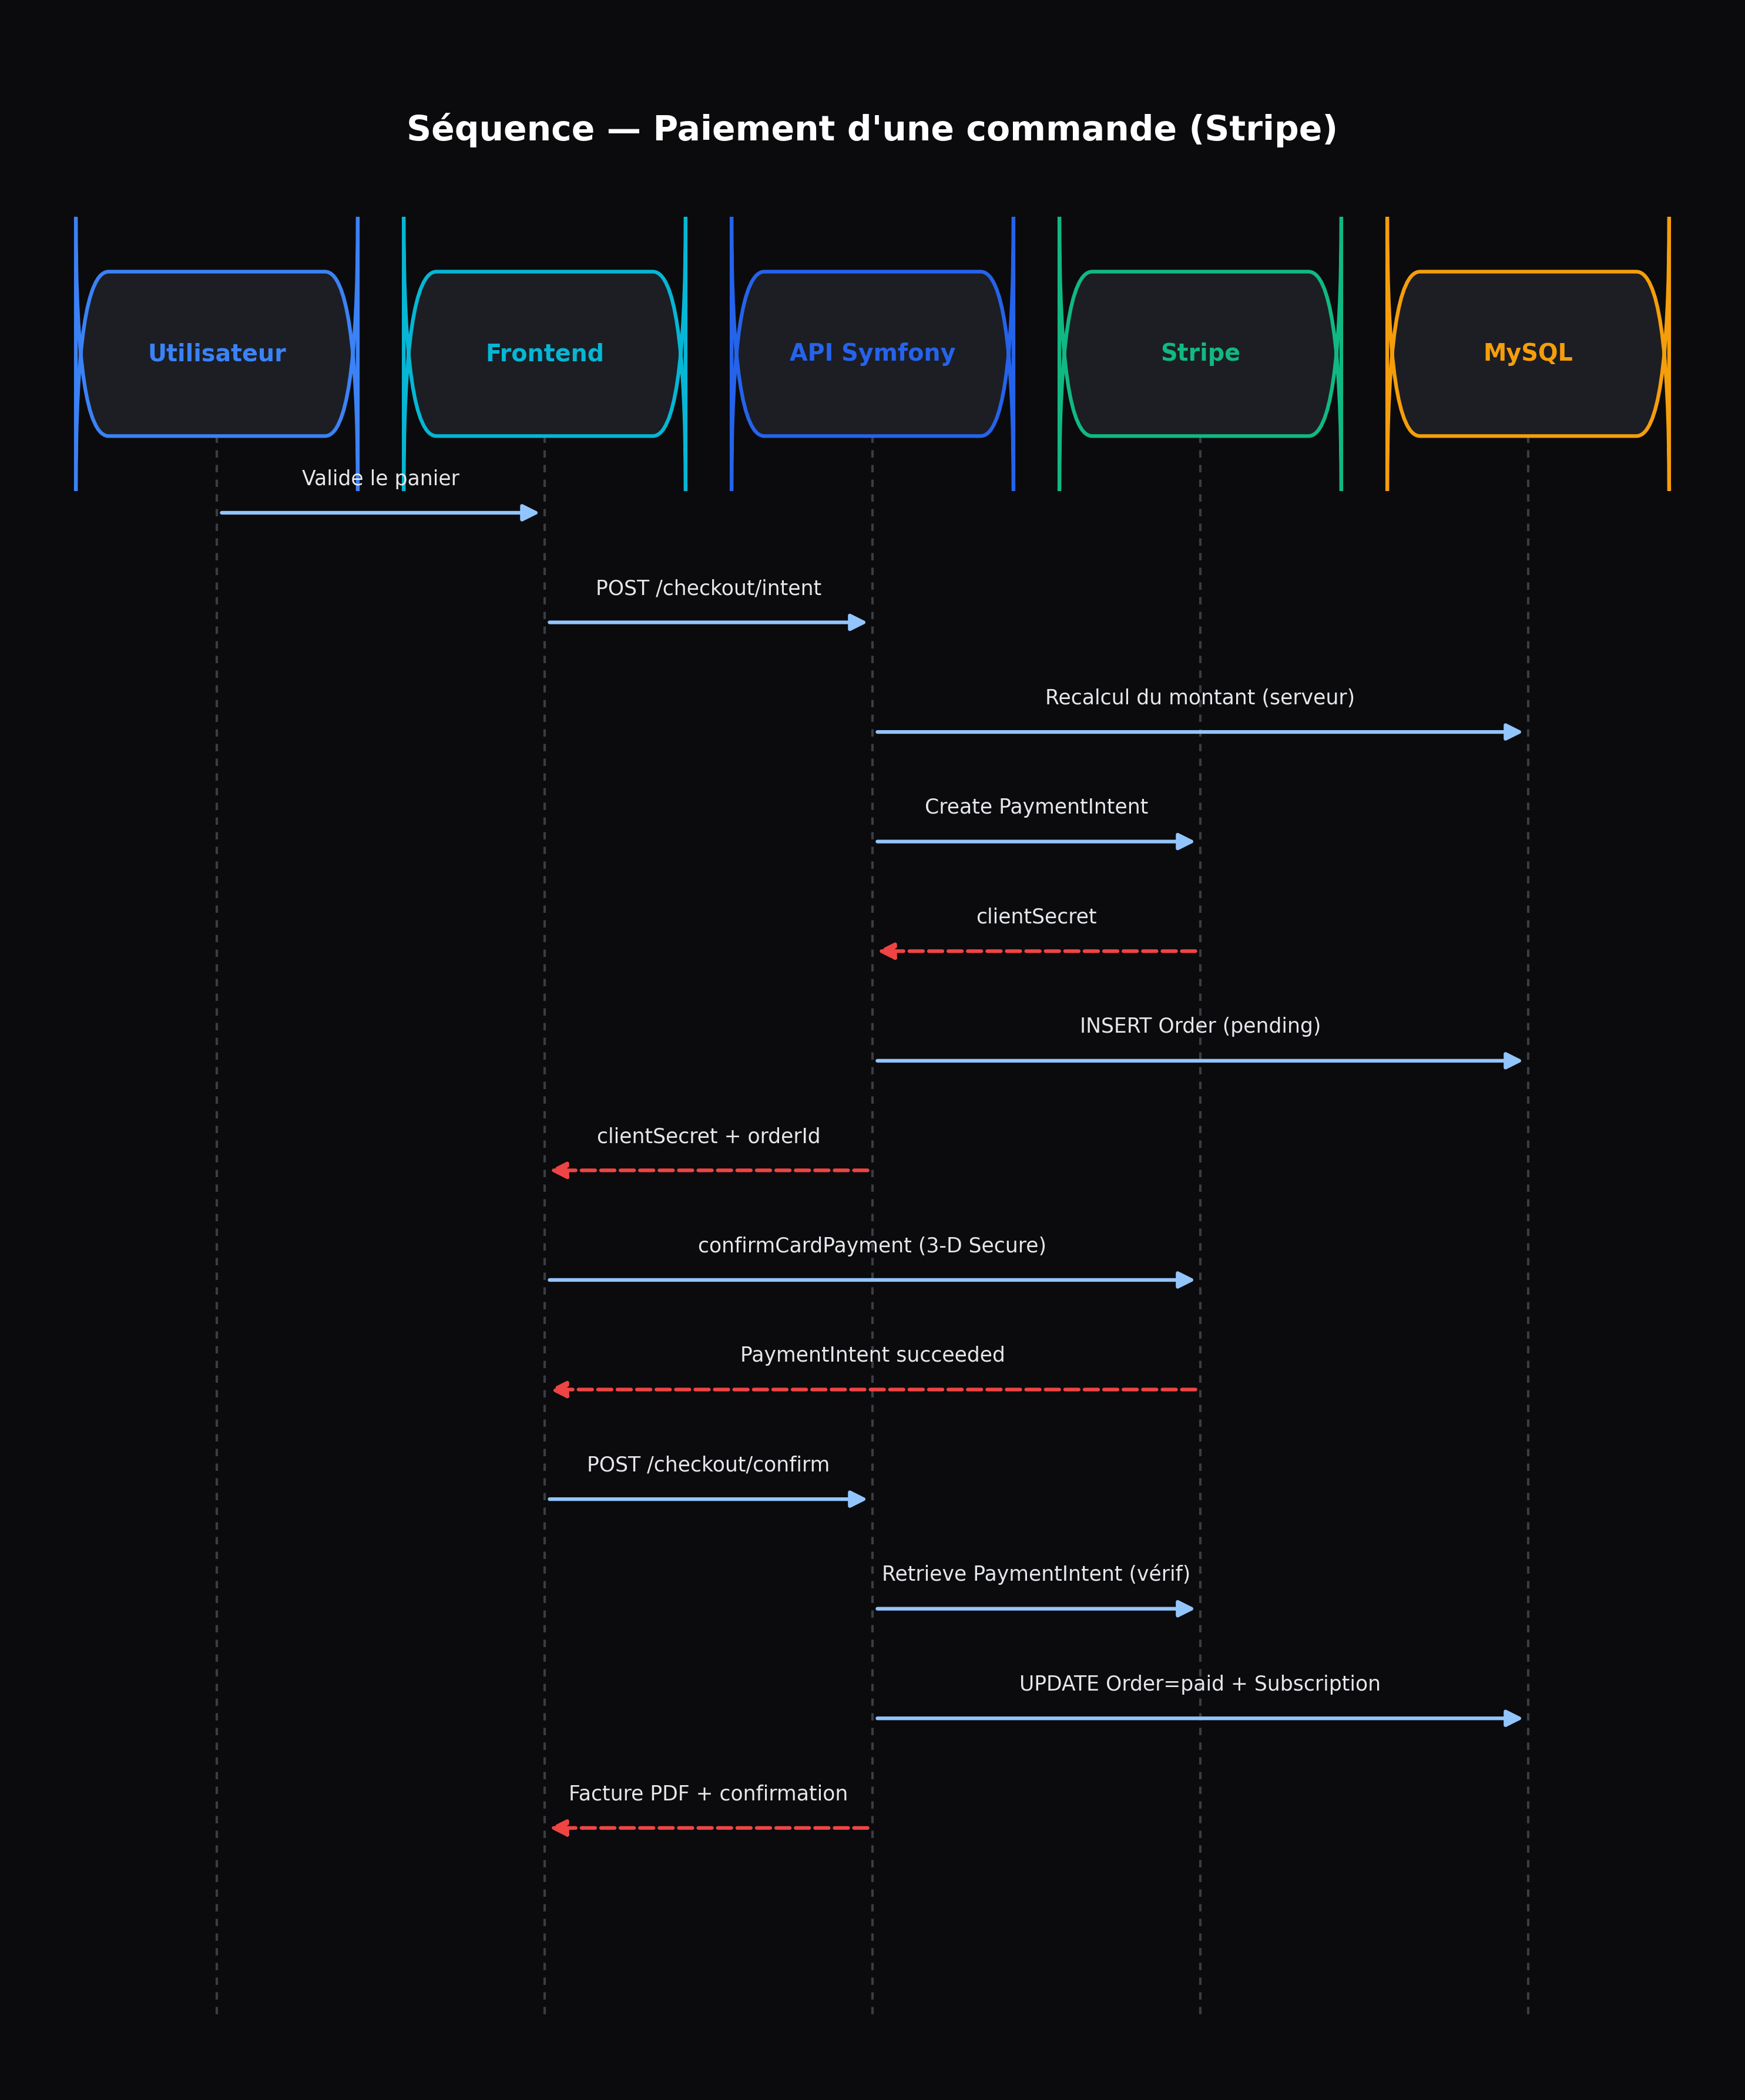 Séquence — Paiement d'une commande (Stripe)
Utilisateur
Frontend
API Symfony
Stripe
MySQL
Valide le panier
POST /checkout/intent
Recalcul du montant (serveur)
Create PaymentIntent
clientSecret
INSERT Order (pending)
clientSecret + orderId
confirmCardPayment (3-D Secure)
PaymentIntent succeeded
POST /checkout/confirm
Retrieve PaymentIntent (vérif)
UPDATE Order=paid + Subscription
Facture PDF + confirmation